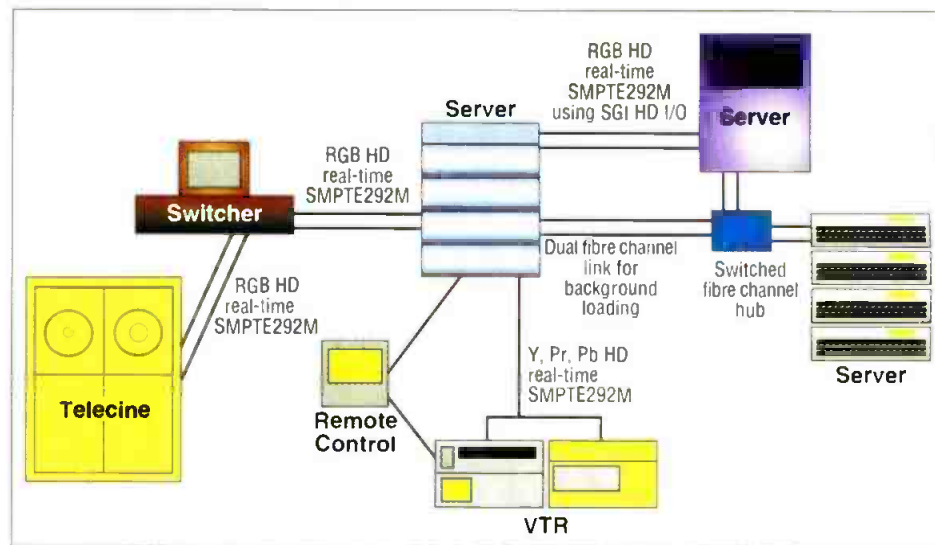 RGB HD
real-time
SMPTE292M
using SGI HD I/O
Server
Server
RGB HD
real-time
SMPTE292M
Switcher
RGB HD
real-time
SMPTE292M
Dual fibre channel
link for
background
loading
Switched
fibre channel
hub
Server
Telecine
Remote
Control
Y, Pr, Pb HD
real-time
SMPTE292M
VTR